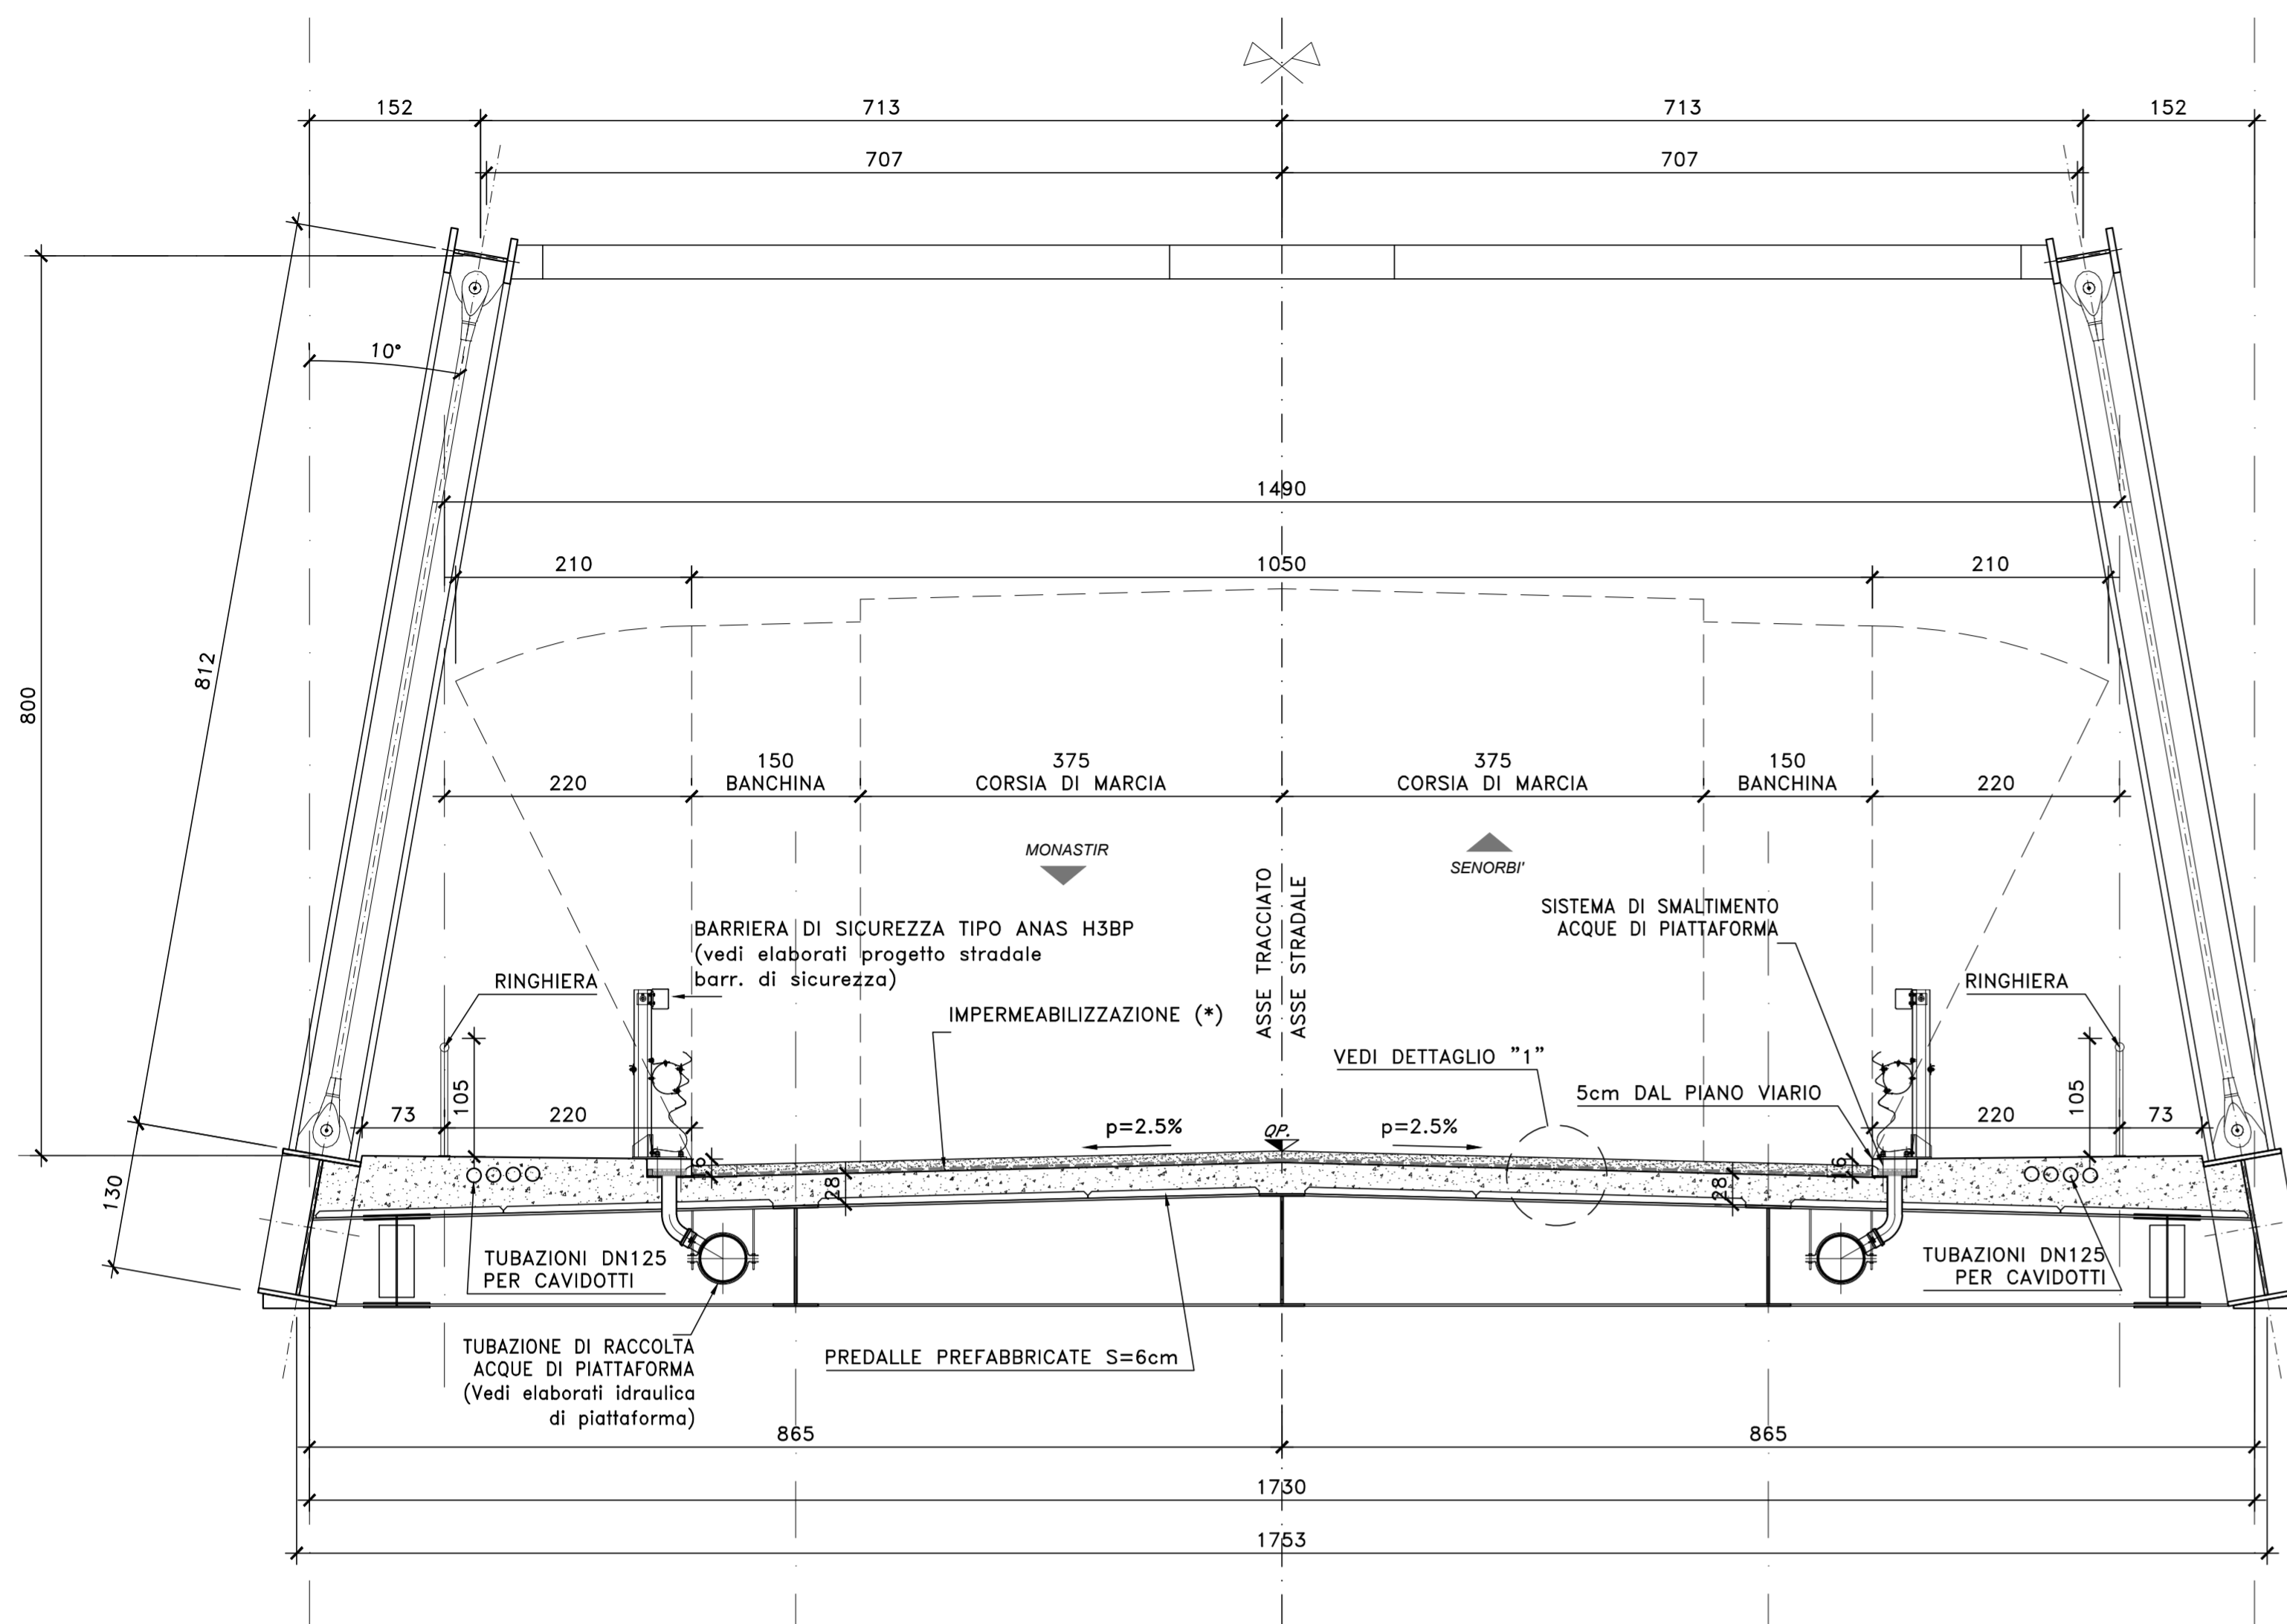 152
713
713
152
707
707
10°
1490
210
1050
210
812
800
220
150
BANCHINA
375
CORSIA DI MARCIA
375
CORSIA DI MARCIA
150
BANCHINA
220
MONASTIR
SENORBI'
ASSE TRACCIATO
ASSE STRADALE
BARRIERA DI SICUREZZA TIPO ANAS H3BP
(vedi elaborati progetto stradale
barr. di sicurezza)
SISTEMA DI SMALTIMENTO
ACQUE DI PIATTAFORMA
RINGHIERA
RINGHIERA
IMPERMEABILIZZAZIONE (*)
VEDI DETTAGLIO "1"
5cm DAL PIANO VIARIO
73
105
220
p=2.5%
QP.
p=2.5%
220
105
73
130
6
28
6
28
TUBAZIONI DN125
PER CAVIDOTTI
TUBAZIONI DN125
PER CAVIDOTTI
TUBAZIONE DI RACCOLTA
ACQUE DI PIATTAFORMA
(Vedi elaborati idraulica
di piattaforma)
PREDALLE PREFABBRICATE S=6cm
865
865
1730
1753